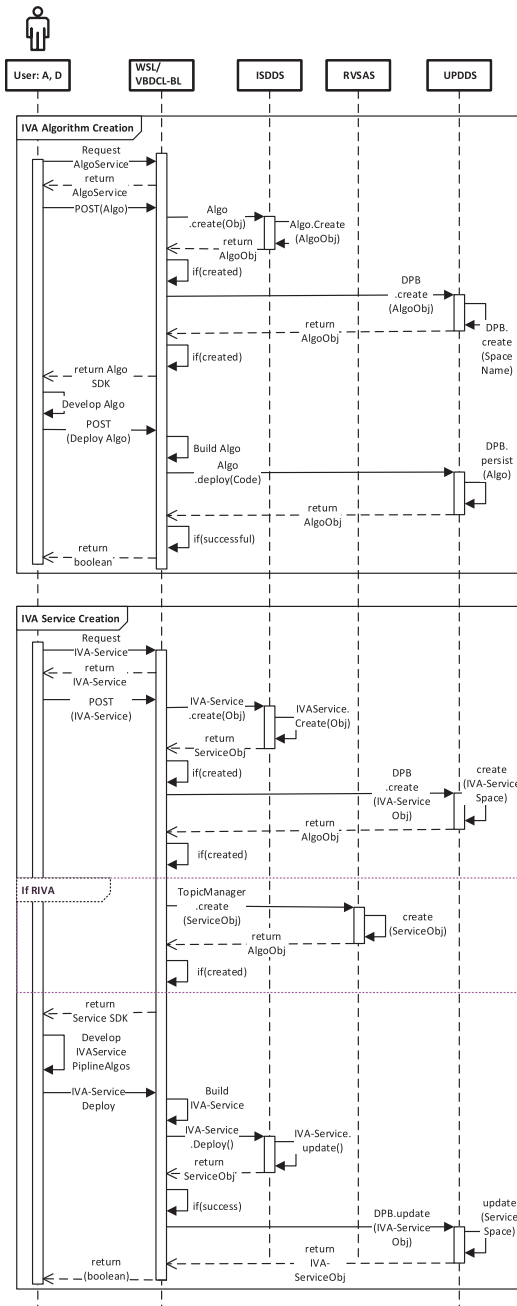 User: A, D
WSL/
VBDCL-BL
ISDDS
RVSAS
UPDDS
IVA Algorithm Creation
Request
AlgoService
return
AlgoService
POST(Algo)
Algo
.create(Obj)
Algo.Create
(AlgoObj)
return
AlgoObj
if(created)
DPB
.create
(AlgoObj)
DPB.
create
(Space
Name)
return
AlgoObj
if(created)
return Algo
SDK
Develop Algo
POST
(Deploy Algo)
Build Algo
Algo
.deploy(Code)
DPB.
persist
(Algo)
return
AlgoObj
if(successful)
return
boolean
IVA Service Creation
Request
IVA-Service
return
IVA-Service
POST
(IVA-Service)
IVA-Service
.create(Obj)
IVAService.
Create(Obj)
return
ServiceObj
if(created)
DPB
.create
(IVA-Service
Obj)
create
(IVA-Service
Space)
return
AlgoObj
if(created)
If RIVA
TopicManager
.create
(ServiceObj)
create
(ServiceObj)
return
AlgoObj
if(created)
return
Service SDK
Develop
IVAService
PiplineAlgos
IVA-Service
Deploy
Build
IVA-Service
IVA-Service
.Deploy()
IVA-Service.
update()
return
ServiceObj
if(success)
DPB.update
(IVA-Service
Obj)
update
(Service
Space)
return
IVA-
ServiceObj
return
(boolean)